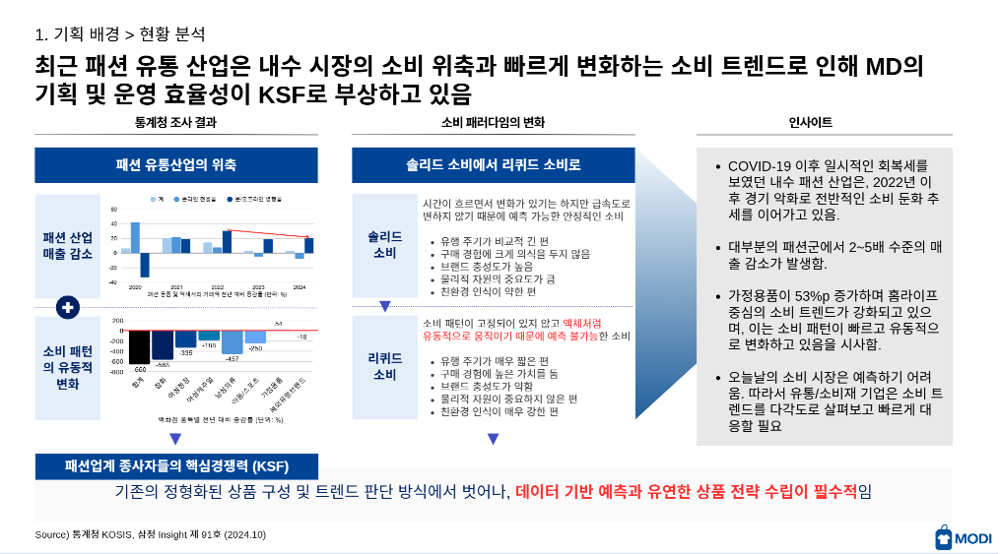 1. 기획 배경 > 현황 분석
최근 패션 유통 산업은 내수 시장의 소비 위축과 빠르게 변화하는 소비 트렌드로 인해 MD의
기획 및 운영 효율성이 KSF로 부상하고 있음
통계청 조사 결과
패션 유통산업의 위축
패션 산업
매출 감소
계 온라인 전용몰 온/오프라인 병행몰
60
40
20
0
-20
-40
2020 2021 2022 2023 2024
패션 용품 및 액세서리 거래액 전년 대비 증감률 (단위: %)
소비 패턴
의 유동적
변화
200
0
-200
-400
-600
-800
-660 -568 -335 -188 -457 -250 54 -18
합계 잡화 여성정장 여성캐주얼 남성의류 아동/스포츠 가정용품 해외유명브랜드
백화점 품목별 전년 대비 증감률 (단위: %)
소비 패러다임의 변화
솔리드 소비에서 리퀴드 소비로
솔리드
소비
시간이 흐르면서 변화가 있기는 하지만 급속도로
변하지 않기 때문에 예측 가능한 안정적인 소비
• 유행 주기가 비교적 긴 편
• 구매 경험에 크게 의식을 두지 않음
• 브랜드 충성도가 높음
• 물리적 자원의 중요도가 큼
• 친환경 인식이 약한 편
리퀴드
소비
소비 패턴이 고정되어 있지 않고 액체처럼
유동적으로 움직이기 때문에 예측 불가능한 소비
• 유행 주기가 매우 짧은 편
• 구매 경험에 높은 가치를 둠
• 브랜드 충성도가 약함
• 물리적 자원이 중요하지 않은 편
• 친환경 인식이 매우 강한 편
인사이트
• COVID-19 이후 일시적인 회복세를
보였던 내수 패션 산업은, 2022년 이
후 경기 악화로 전반적인 소비 둔화 추
세를 이어가고 있음.
• 대부분의 패션군에서 2~5배 수준의 매
출 감소가 발생함.
• 가정용품이 53%p 증가하며 홈라이프
중심의 소비 트렌드가 강화되고 있으
며, 이는 소비 패턴이 빠르고 유동적으
로 변화하고 있음을 시사함.
• 오늘날의 소비 시장은 예측하기 어려
움. 따라서 유통/소비재 기업은 소비 트
렌드를 다각도로 살펴보고 빠르게 대
응할 필요
패션업계 종사자들의 핵심경쟁력 (KSF)
기존의 정형화된 상품 구성 및 트렌드 판단 방식에서 벗어나, 데이터 기반 예측과 유연한 상품 전략 수립이 필수적임
Source) 통계청 KOSIS, 삼정 Insight 제 91호 (2024.10)
MODI